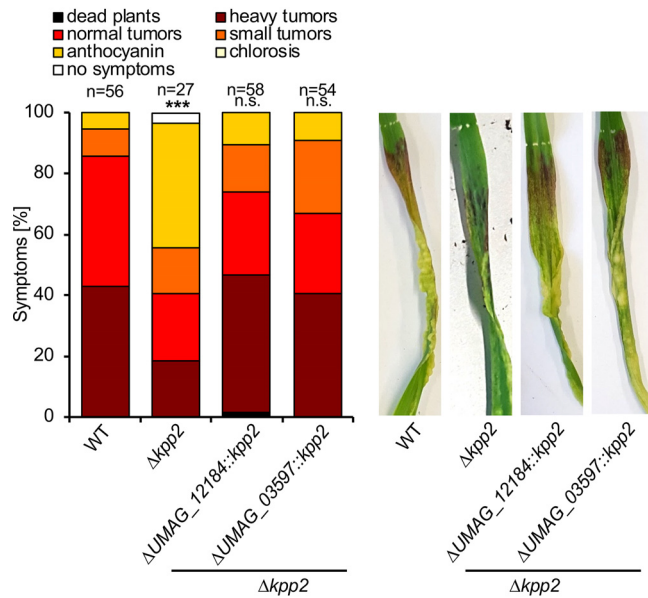 dead plants heavy tumors
normal tumors small tumors
anthocyanin chlorosis
no symptoms
n=56 n=27 n=58 n=54
*** n.s. n.s.
100
80
60
40
20
0
Symptoms [%]
WT
Δkpp2
ΔUMAG_12184::kpp2
ΔUMAG_03597::kpp2
Δkpp2
WT
Δkpp2
ΔUMAG_12184::kpp2
ΔUMAG_03597::kpp2
Δkpp2